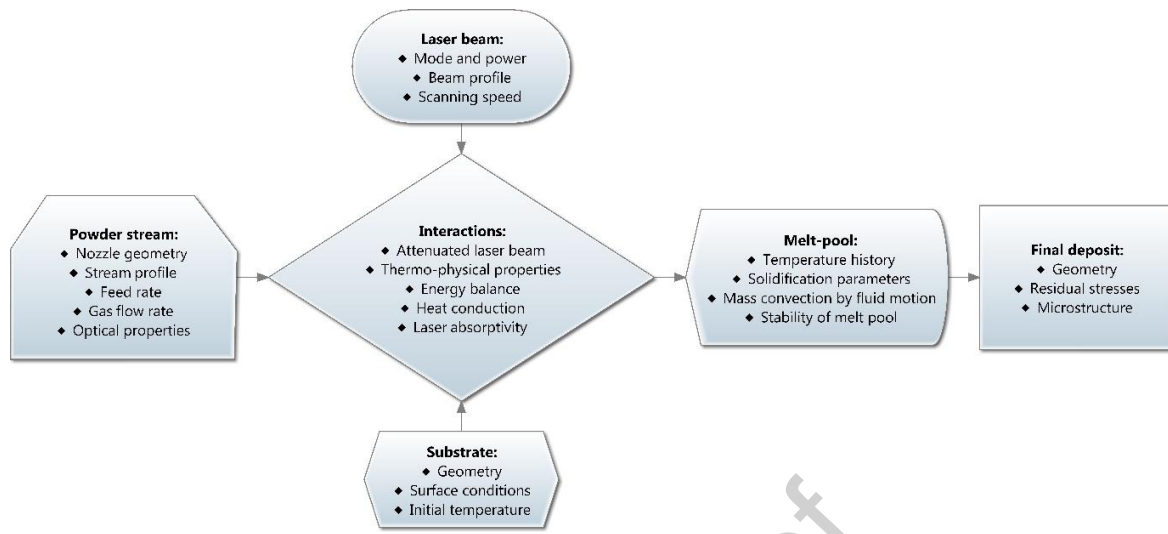 Laser beam:
◆ Mode and power
◆ Beam profile
◆ Scanning speed
Powder stream:
◆ Nozzle geometry
◆ Stream profile
◆ Feed rate
◆ Gas flow rate
◆ Optical properties
Interactions:
◆ Attenuated laser beam
◆ Thermo-physical properties
◆ Energy balance
◆ Heat conduction
◆ Laser absorptivity
Melt-pool:
◆ Temperature history
◆ Solidification parameters
◆ Mass convection by fluid motion
◆ Stability of melt pool
Final deposit:
◆ Geometry
◆ Residual stresses
◆ Microstructure
Substrate:
◆ Geometry
◆ Surface conditions
◆ Initial temperature